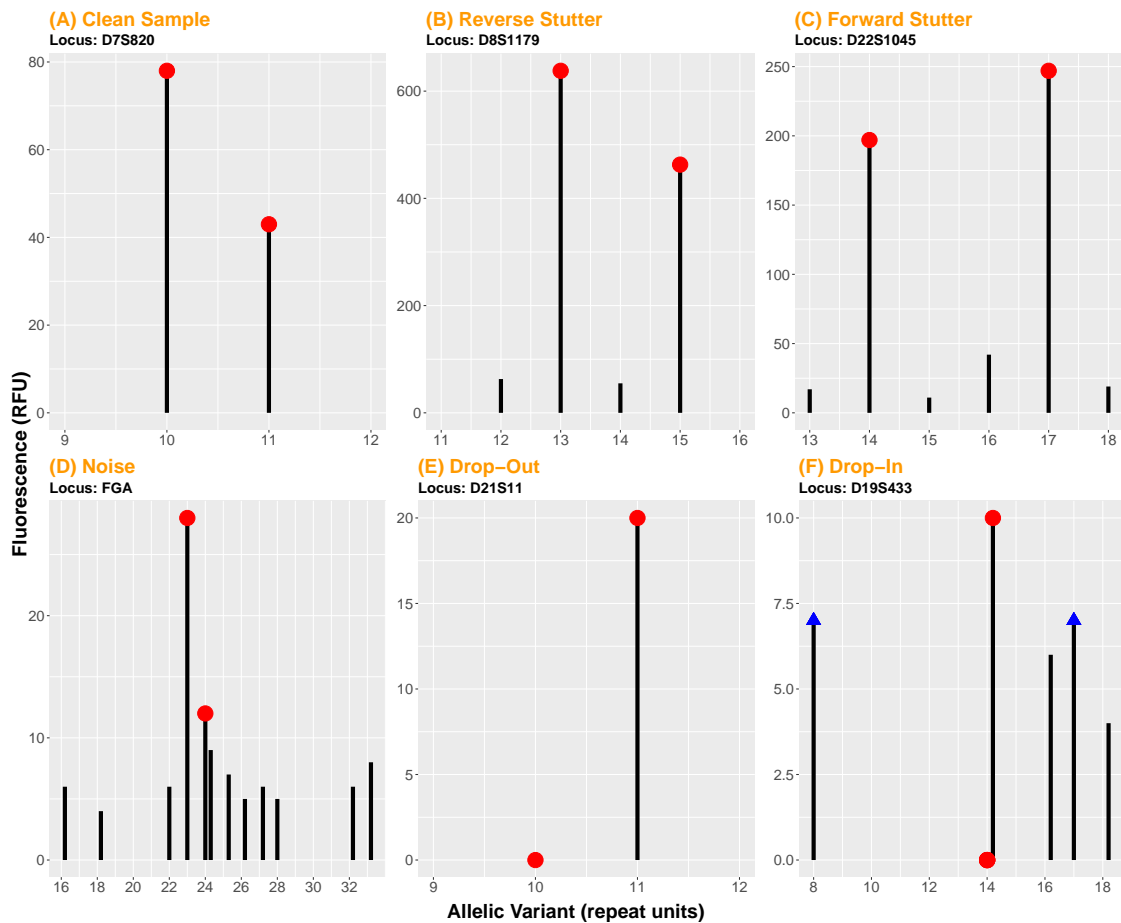 (A) Clean Sample
Locus: D7S820
80
60
40
20
0
9 10 11 12
(B) Reverse Stutter
Locus: D8S1179
600
400
200
0
11 12 13 14 15 16
(C) Forward Stutter
Locus: D22S1045
250
200
150
100
50
0
13 14 15 16 17 18
Fluorescence (RFU)
(D) Noise
Locus: FGA
20
10
0
16 18 20 22 24 26 28 30 32
(E) Drop−Out
Locus: D21S11
20
15
10
5
0
9 10 11 12
(F) Drop−In
Locus: D19S433
10.0
7.5
5.0
2.5
0.0
8 10 12 14 16 18
Allelic Variant (repeat units)